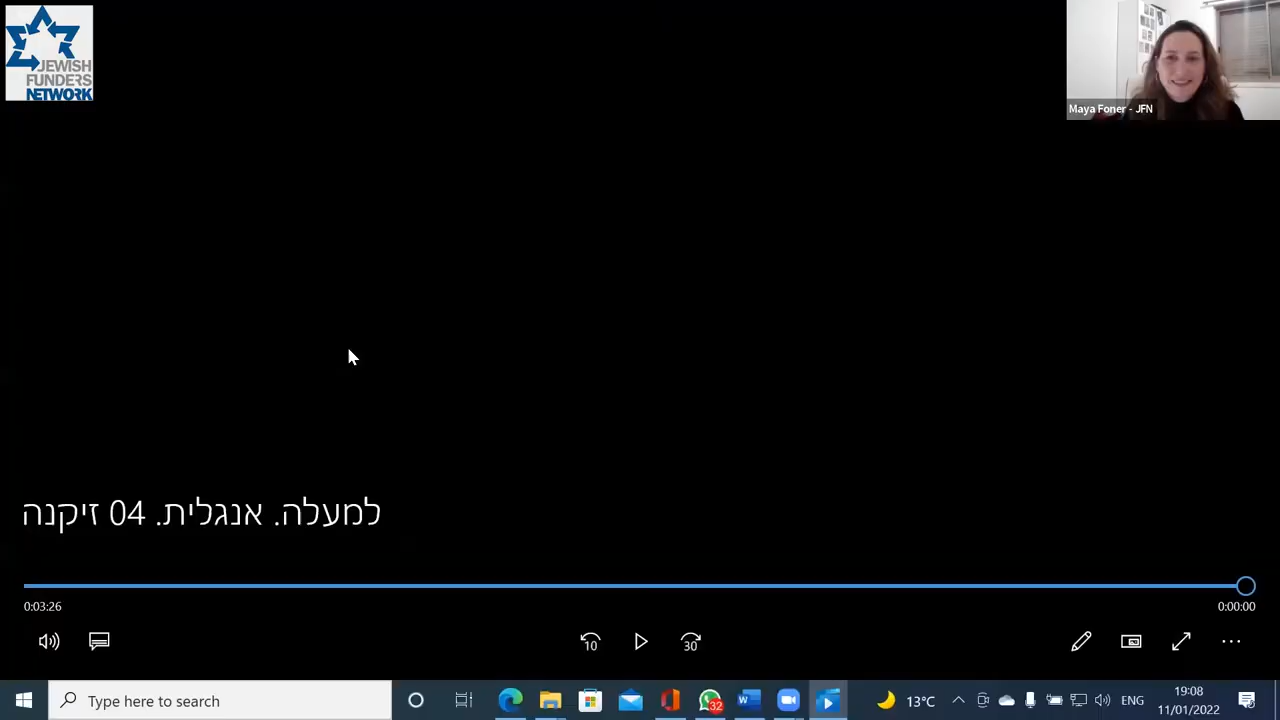 JEWISH
FUNDERS
NETWORK
Maya Foner - JFN
למעלה. אנגלית. 04 זיקנה
0:03:26
0:00:00
10
30
Type here to search
32
13°C
ENG
19:08
11/01/2022